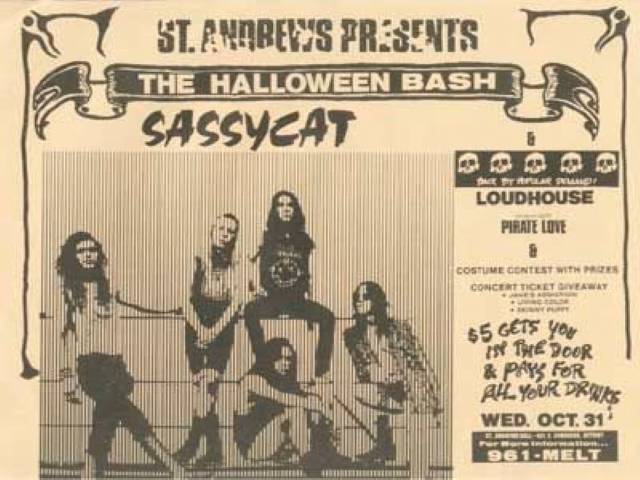 ST. ANDREWS PRESENTS
THE HALLOWEEN BASH
SASSYCAT
&
BACK BY POPULAR DEMAND!
LOUDHOUSE
PIRATE LOVE
&
COSTUME CONTEST WITH PRIZES
CONCERT TICKET GIVEAWAY
• JANE'S ADDICTION
• LIVING COLOR
• SKINNY PUPPY
$5 GETS YOU
IN THE DOOR
& PAYS FOR
ALL YOUR DRINKS!
WED. OCT. 31
For More Information...
961-MELT